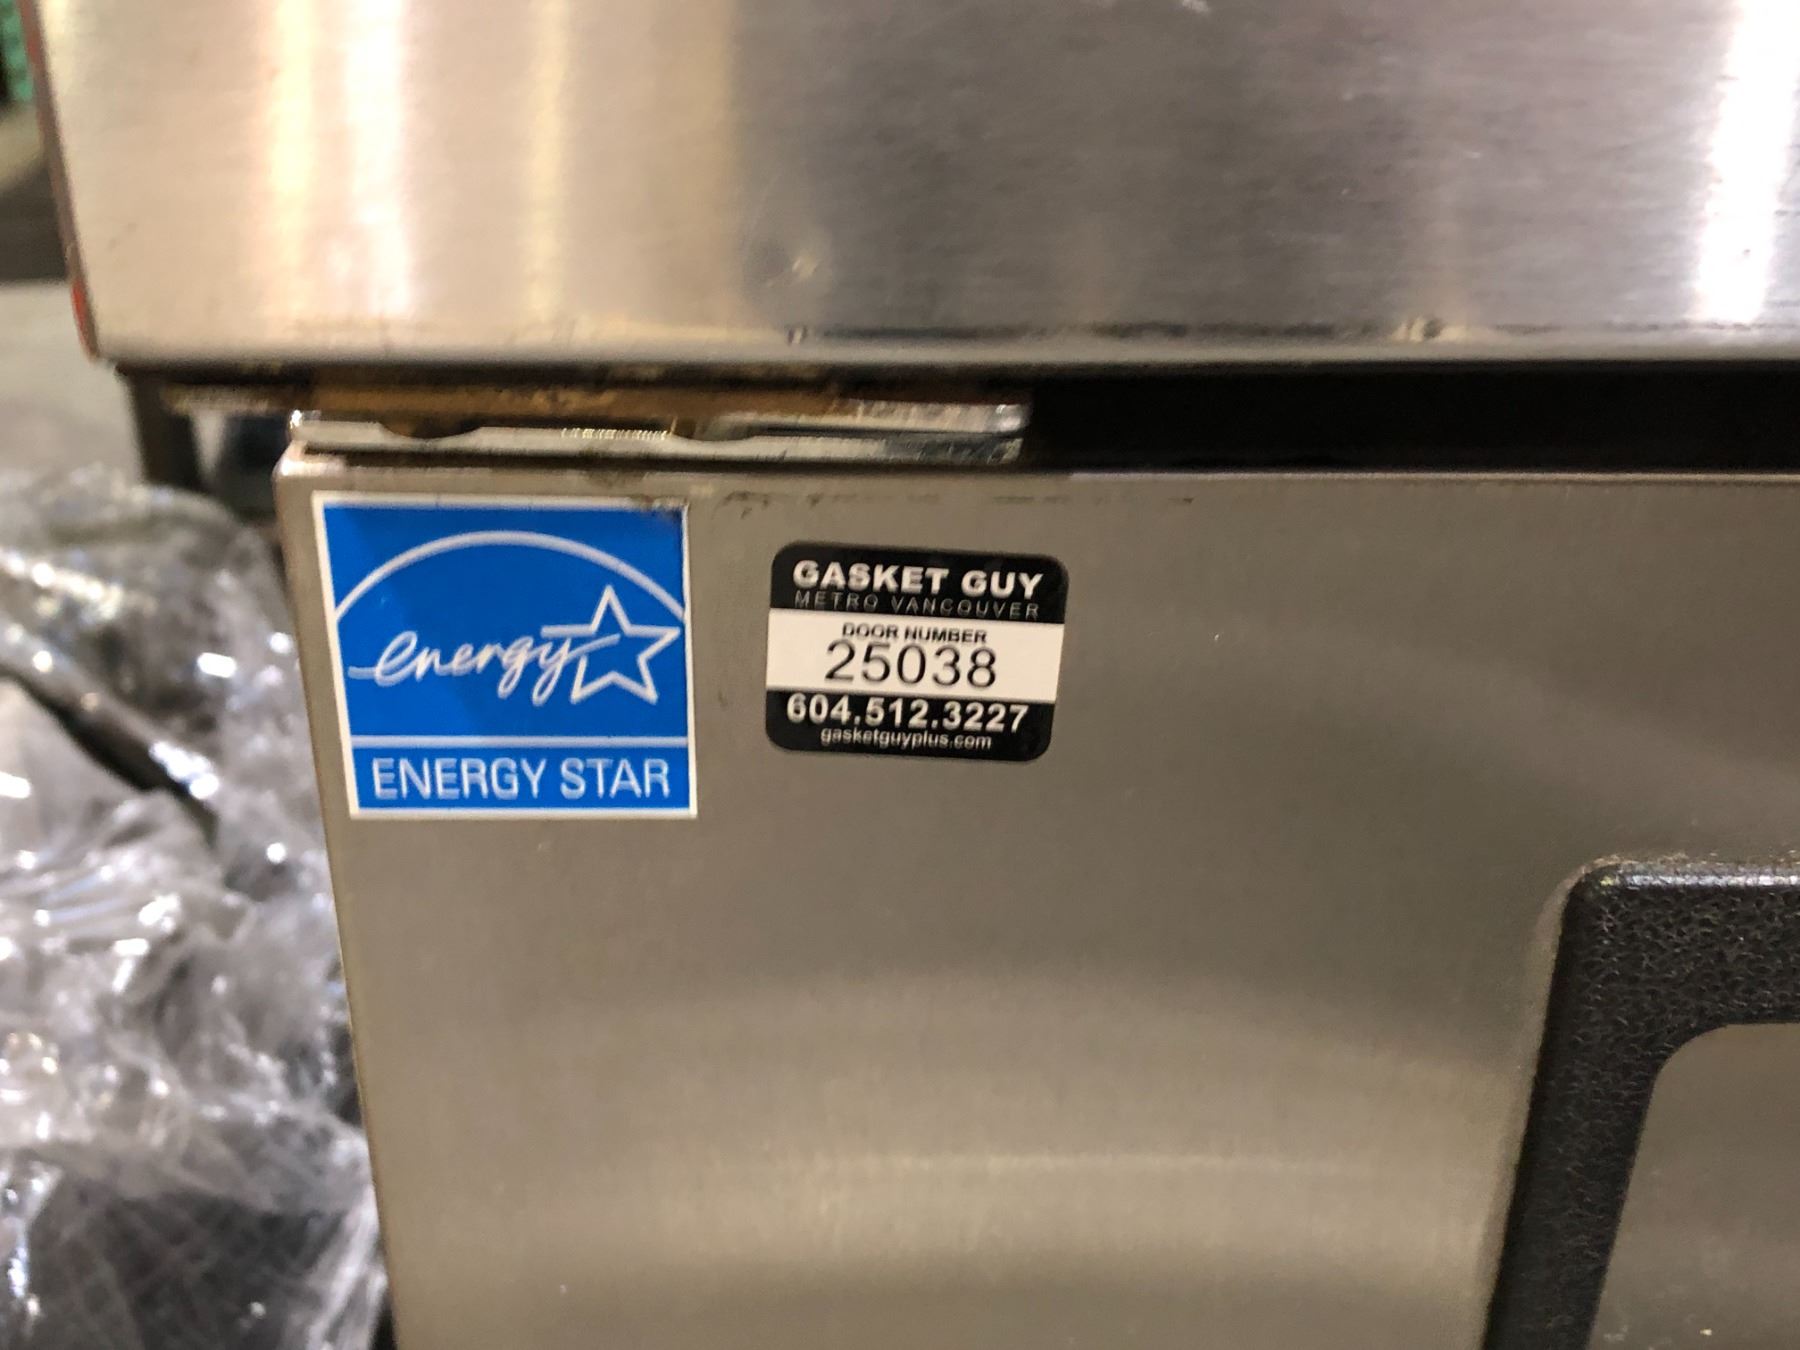 energy
ENERGY STAR
GASKET GUY
METRO VANCOUVER
DOOR NUMBER
25038
604.512.3227
gasketguyplus.com